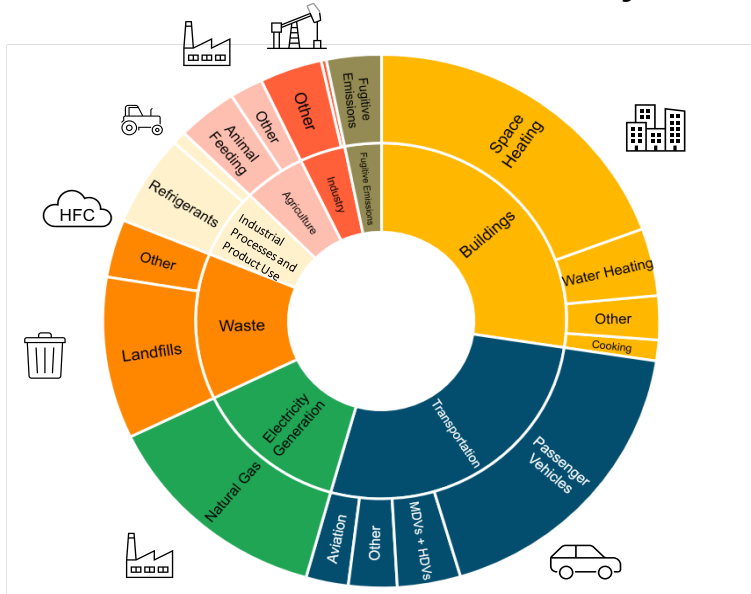 Space
Heating
Water Heating
Other
Cooking
Buildings
Passenger
Vehicles
MDVs + HDVs
Other
Aviation
Transportation
Natural Gas
Electricity
Generation
Landfills
Other
Waste
Refrigerants
Industrial
Processes and
Product Use
HFC
Animal
Feeding
Other
Agriculture
Other
Industry
Fugitive
Emissions
Fugitive Emissions